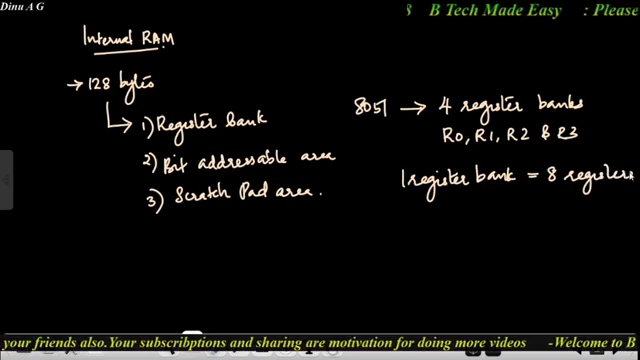 Dinu A G
8 B Tech Made Easy : Please
Internal RAM
→ 128 bytes
1) Register bank
2) Bit addressable area
3) Scratch Pad area.
8051 → 4 register banks
R0, R1, R2 & R3
1 register bank = 8 registers
your friends also.Your subscribptions and sharing are motivation for doing more videos -Welcome to B